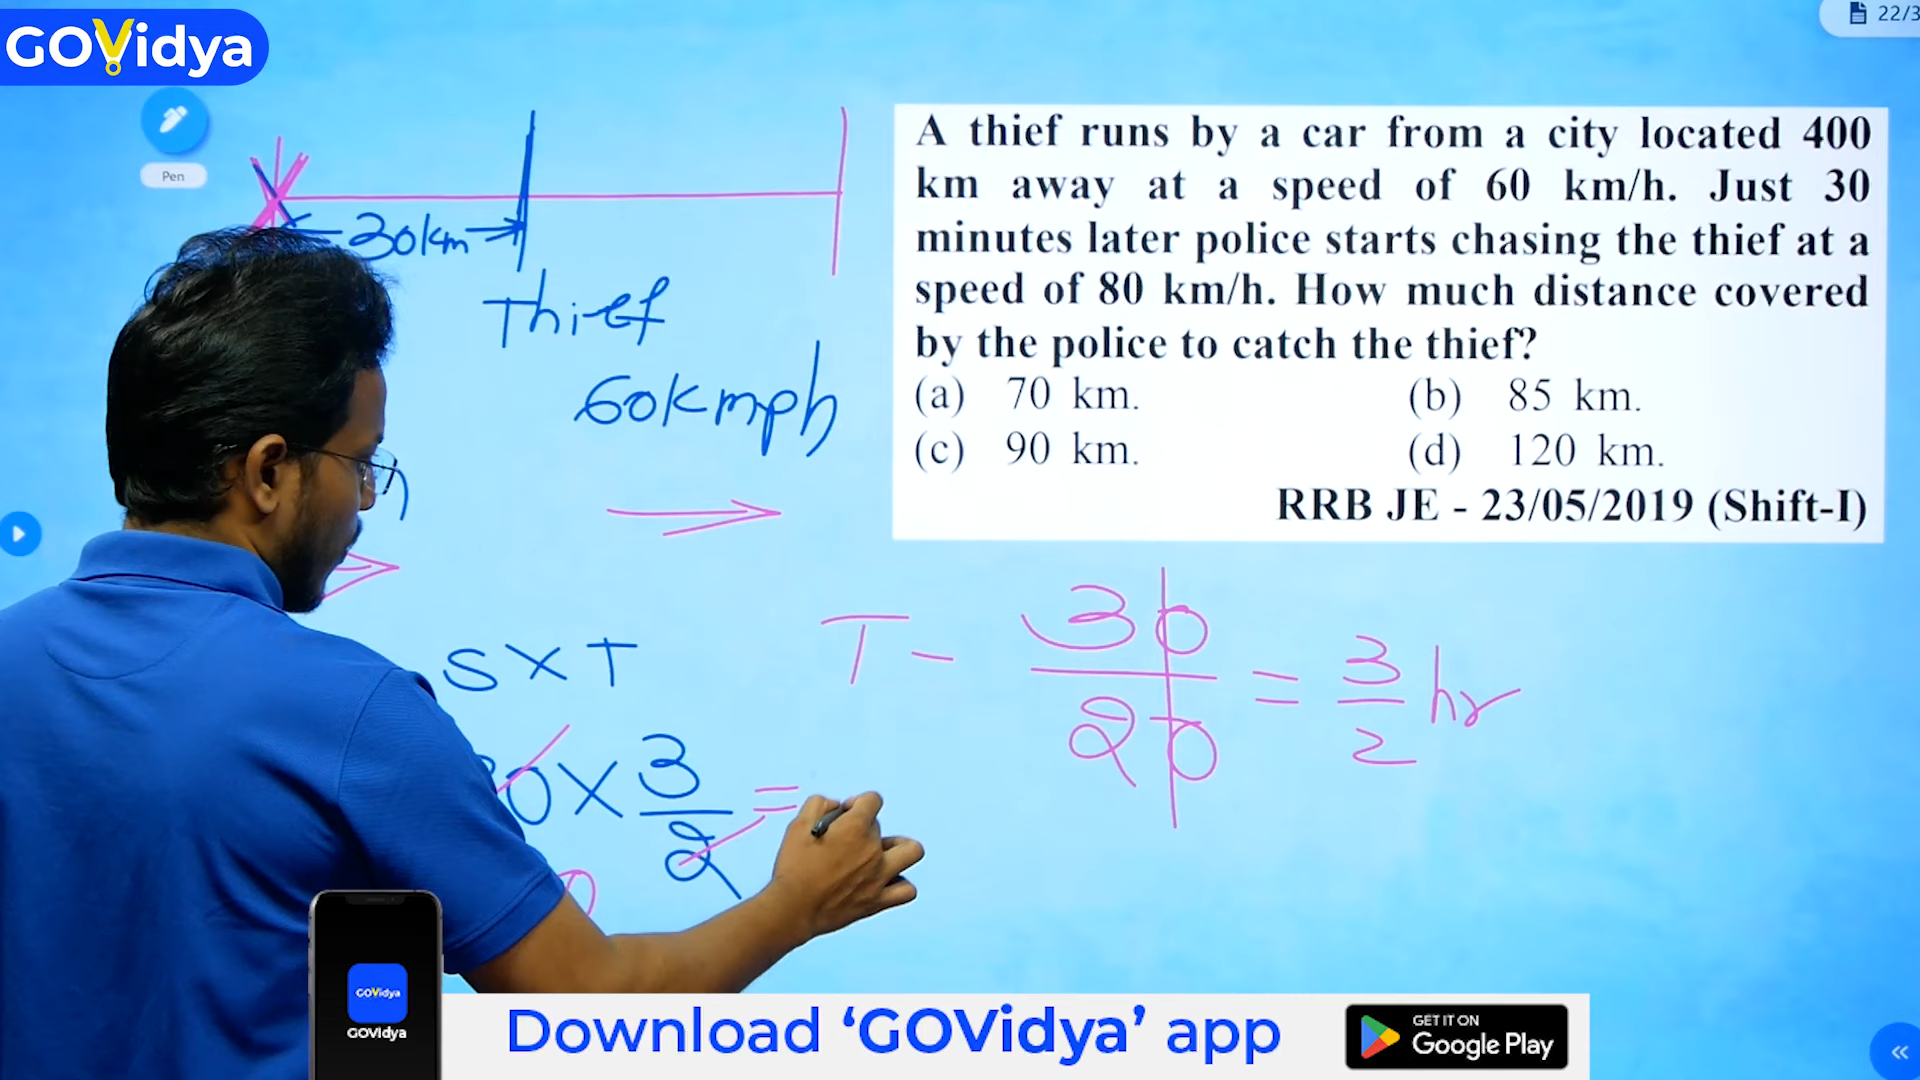 GOVidya
22/3
Pen
A thief runs by a car from a city located 400
km away at a speed of 60 km/h. Just 30
minutes later police starts chasing the thief at a
speed of 80 km/h. How much distance covered
by the police to catch the thief?
(a) 70 km. (b) 85 km.
(c) 90 km. (d) 120 km.
RRB JE - 23/05/2019 (Shift-I)
30km
Thief
60kmph
S X T
T - 30/20 = 3/2 hr
0 X 3/2 =
GOVidya
GOVidya
Download ‘GOVidya’ app
GET IT ON
Google Play